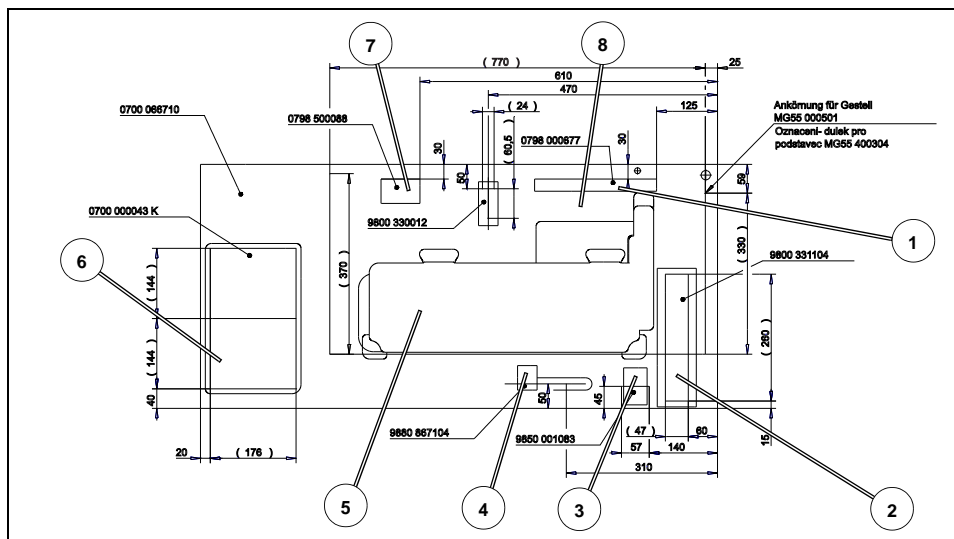 7
8
( 770 )
25
610
470
( 24 )
125
0700 066710
0798 500088
30
50
( 60,5 )
0798 000677
30
Ankörnung für Gestell
MG55 000501
Oznaceni- dulek pro
podstavec MG55 400304
59
0700 000043 K
9800 330012
1
6
( 144 )
( 370 )
( 330 )
9800 331104
( 144 )
( 260 )
40
50
45
9880 867104
9850 001083
( 47 )
60
15
20
( 176 )
57
140
310
5
4
3
2